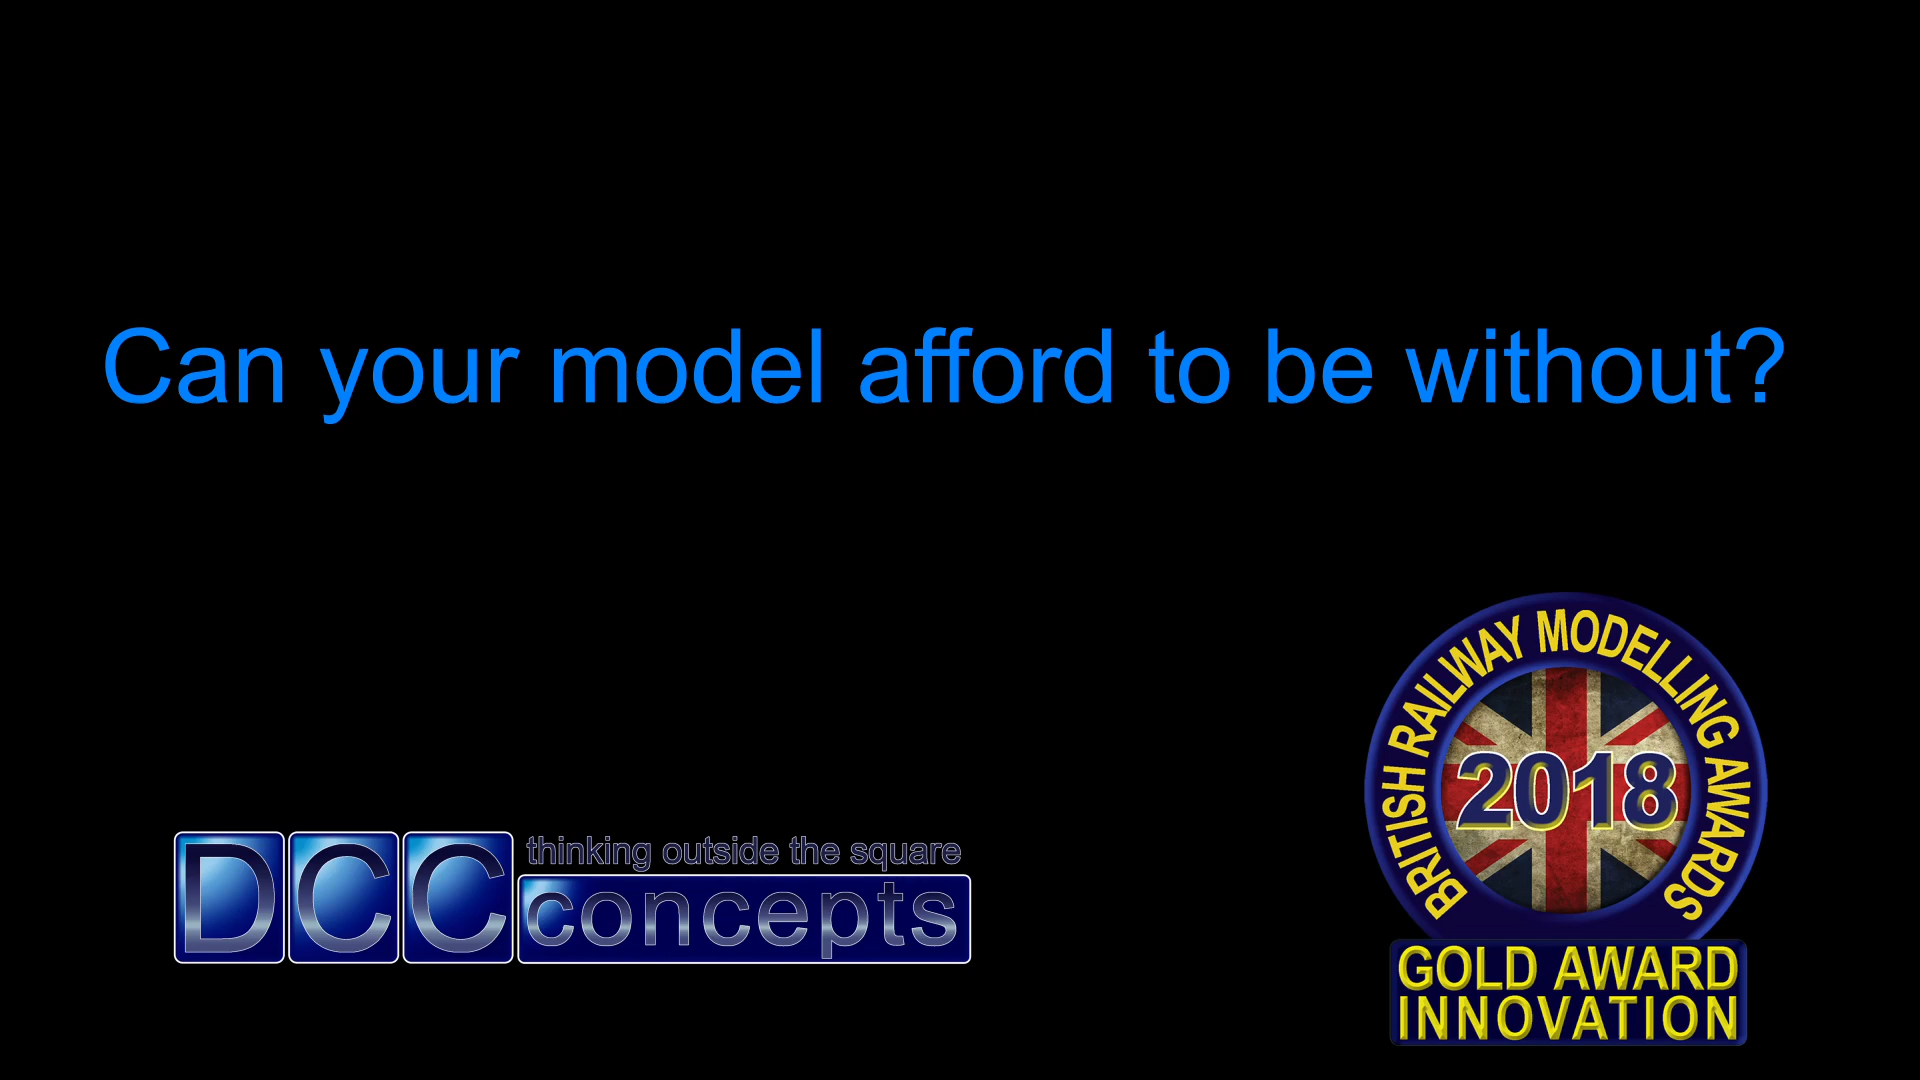 Can your model afford to be without?
thinking outside the square
DCC concepts
BRITISH RAILWAY MODELLING AWARDS
2018
GOLD AWARD
INNOVATION